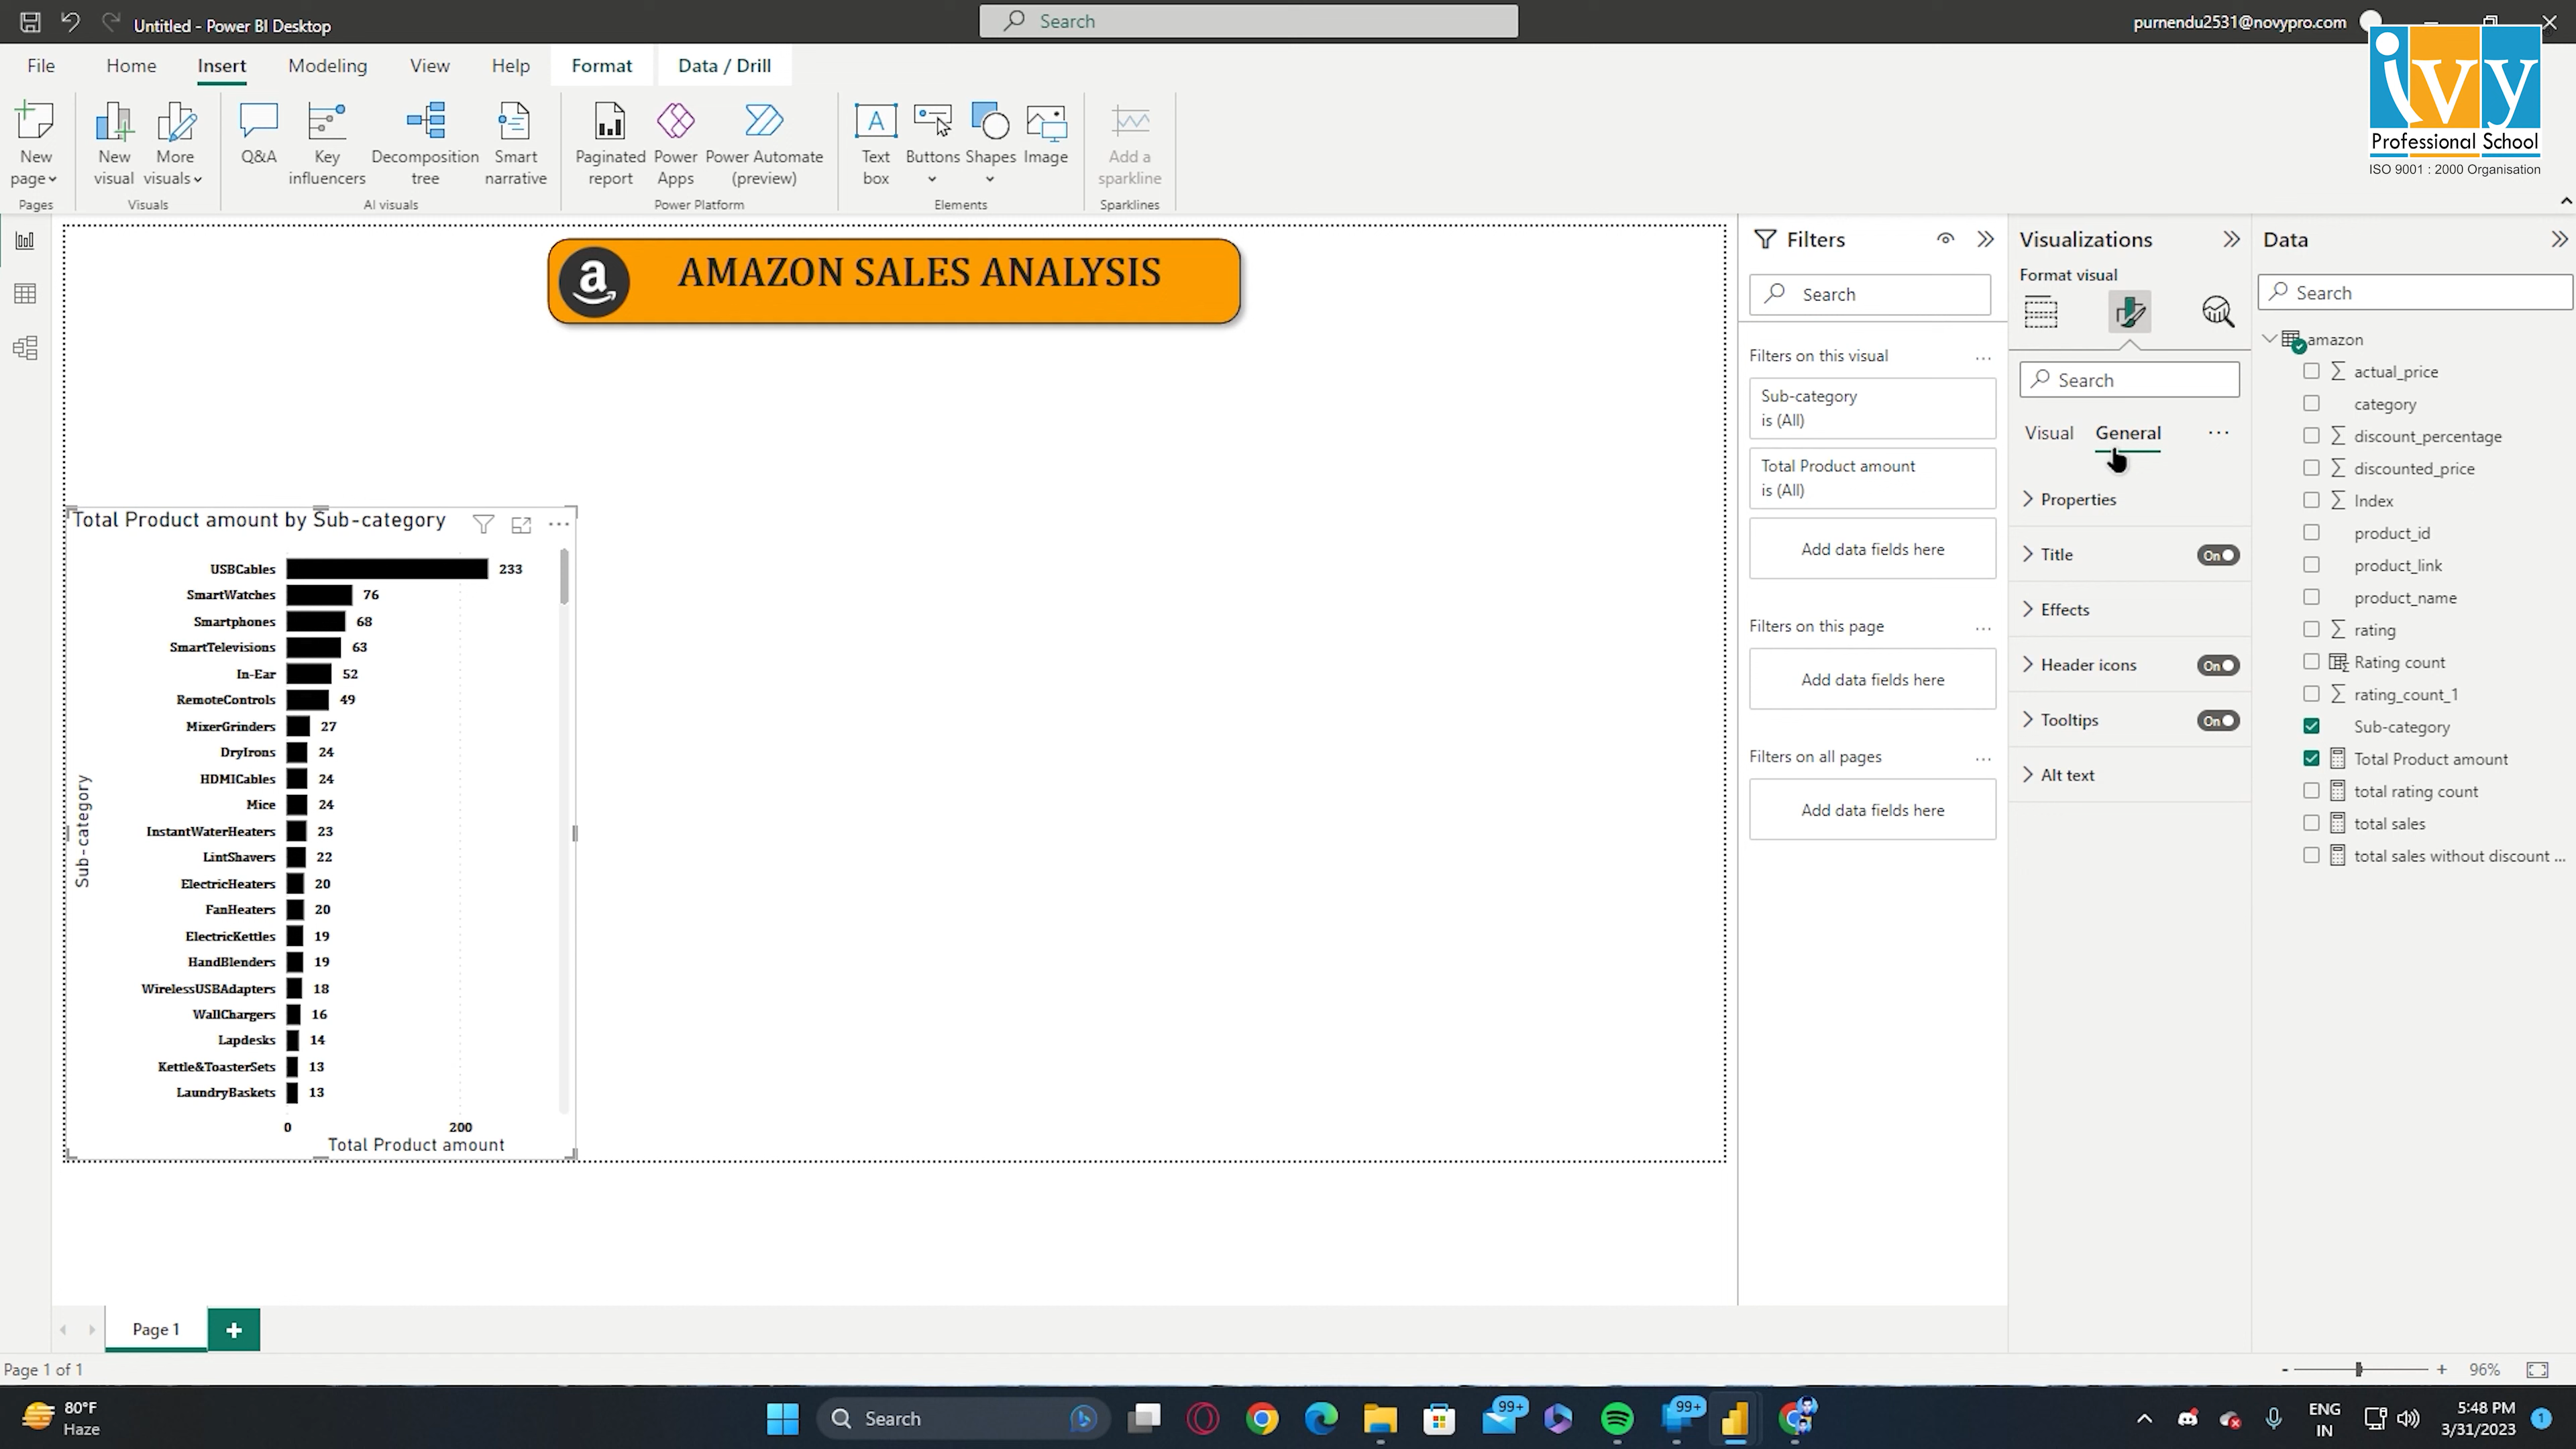 Untitled - Power BI Desktop
Search
purnendu2531@novypro.com
File Home Insert Modeling View Help Format Data / Drill
ivy
Professional School
ISO 9001 : 2000 Organisation
New page
New visual
More visuals
Q&A
Key influencers
Decomposition tree
Smart narrative
Paginated report
Power Apps
Power Automate (preview)
Text box
Buttons
Shapes
Image
Add a sparkline
Pages
Visuals
AI visuals
Power Platform
Elements
Sparklines
a
AMAZON SALES ANALYSIS
Total Product amount by Sub-category
USBCables 233
SmartWatches 76
Smartphones 68
SmartTelevisions 63
In-Ear 52
RemoteControls 49
MixerGrinders 27
DryIrons 24
HDMICables 24
Mice 24
InstantWaterHeaters 23
LintShavers 22
ElectricHeaters 20
FanHeaters 20
ElectricKettles 19
HandBlenders 19
WirelessUSBAdapters 18
WallChargers 16
Lapdesks 14
Kettle&ToasterSets 13
LaundryBaskets 13
Sub-category
0 200
Total Product amount
Filters
Search
Filters on this visual ...
Sub-category
is (All)
Total Product amount
is (All)
Add data fields here
Filters on this page ...
Add data fields here
Filters on all pages ...
Add data fields here
Visualizations
Format visual
Search
Visual General ...
Properties
Title On
Effects
Header icons On
Tooltips On
Alt text
Data
Search
amazon
actual_price
category
discount_percentage
discounted_price
Index
product_id
product_link
product_name
rating
Rating count
rating_count_1
Sub-category
Total Product amount
total rating count
total sales
total sales without discount ...
Page 1
Page 1 of 1
- + 96%
80°F
Haze
Search
99+
99+
ENG
IN
5:48 PM
3/31/2023
1